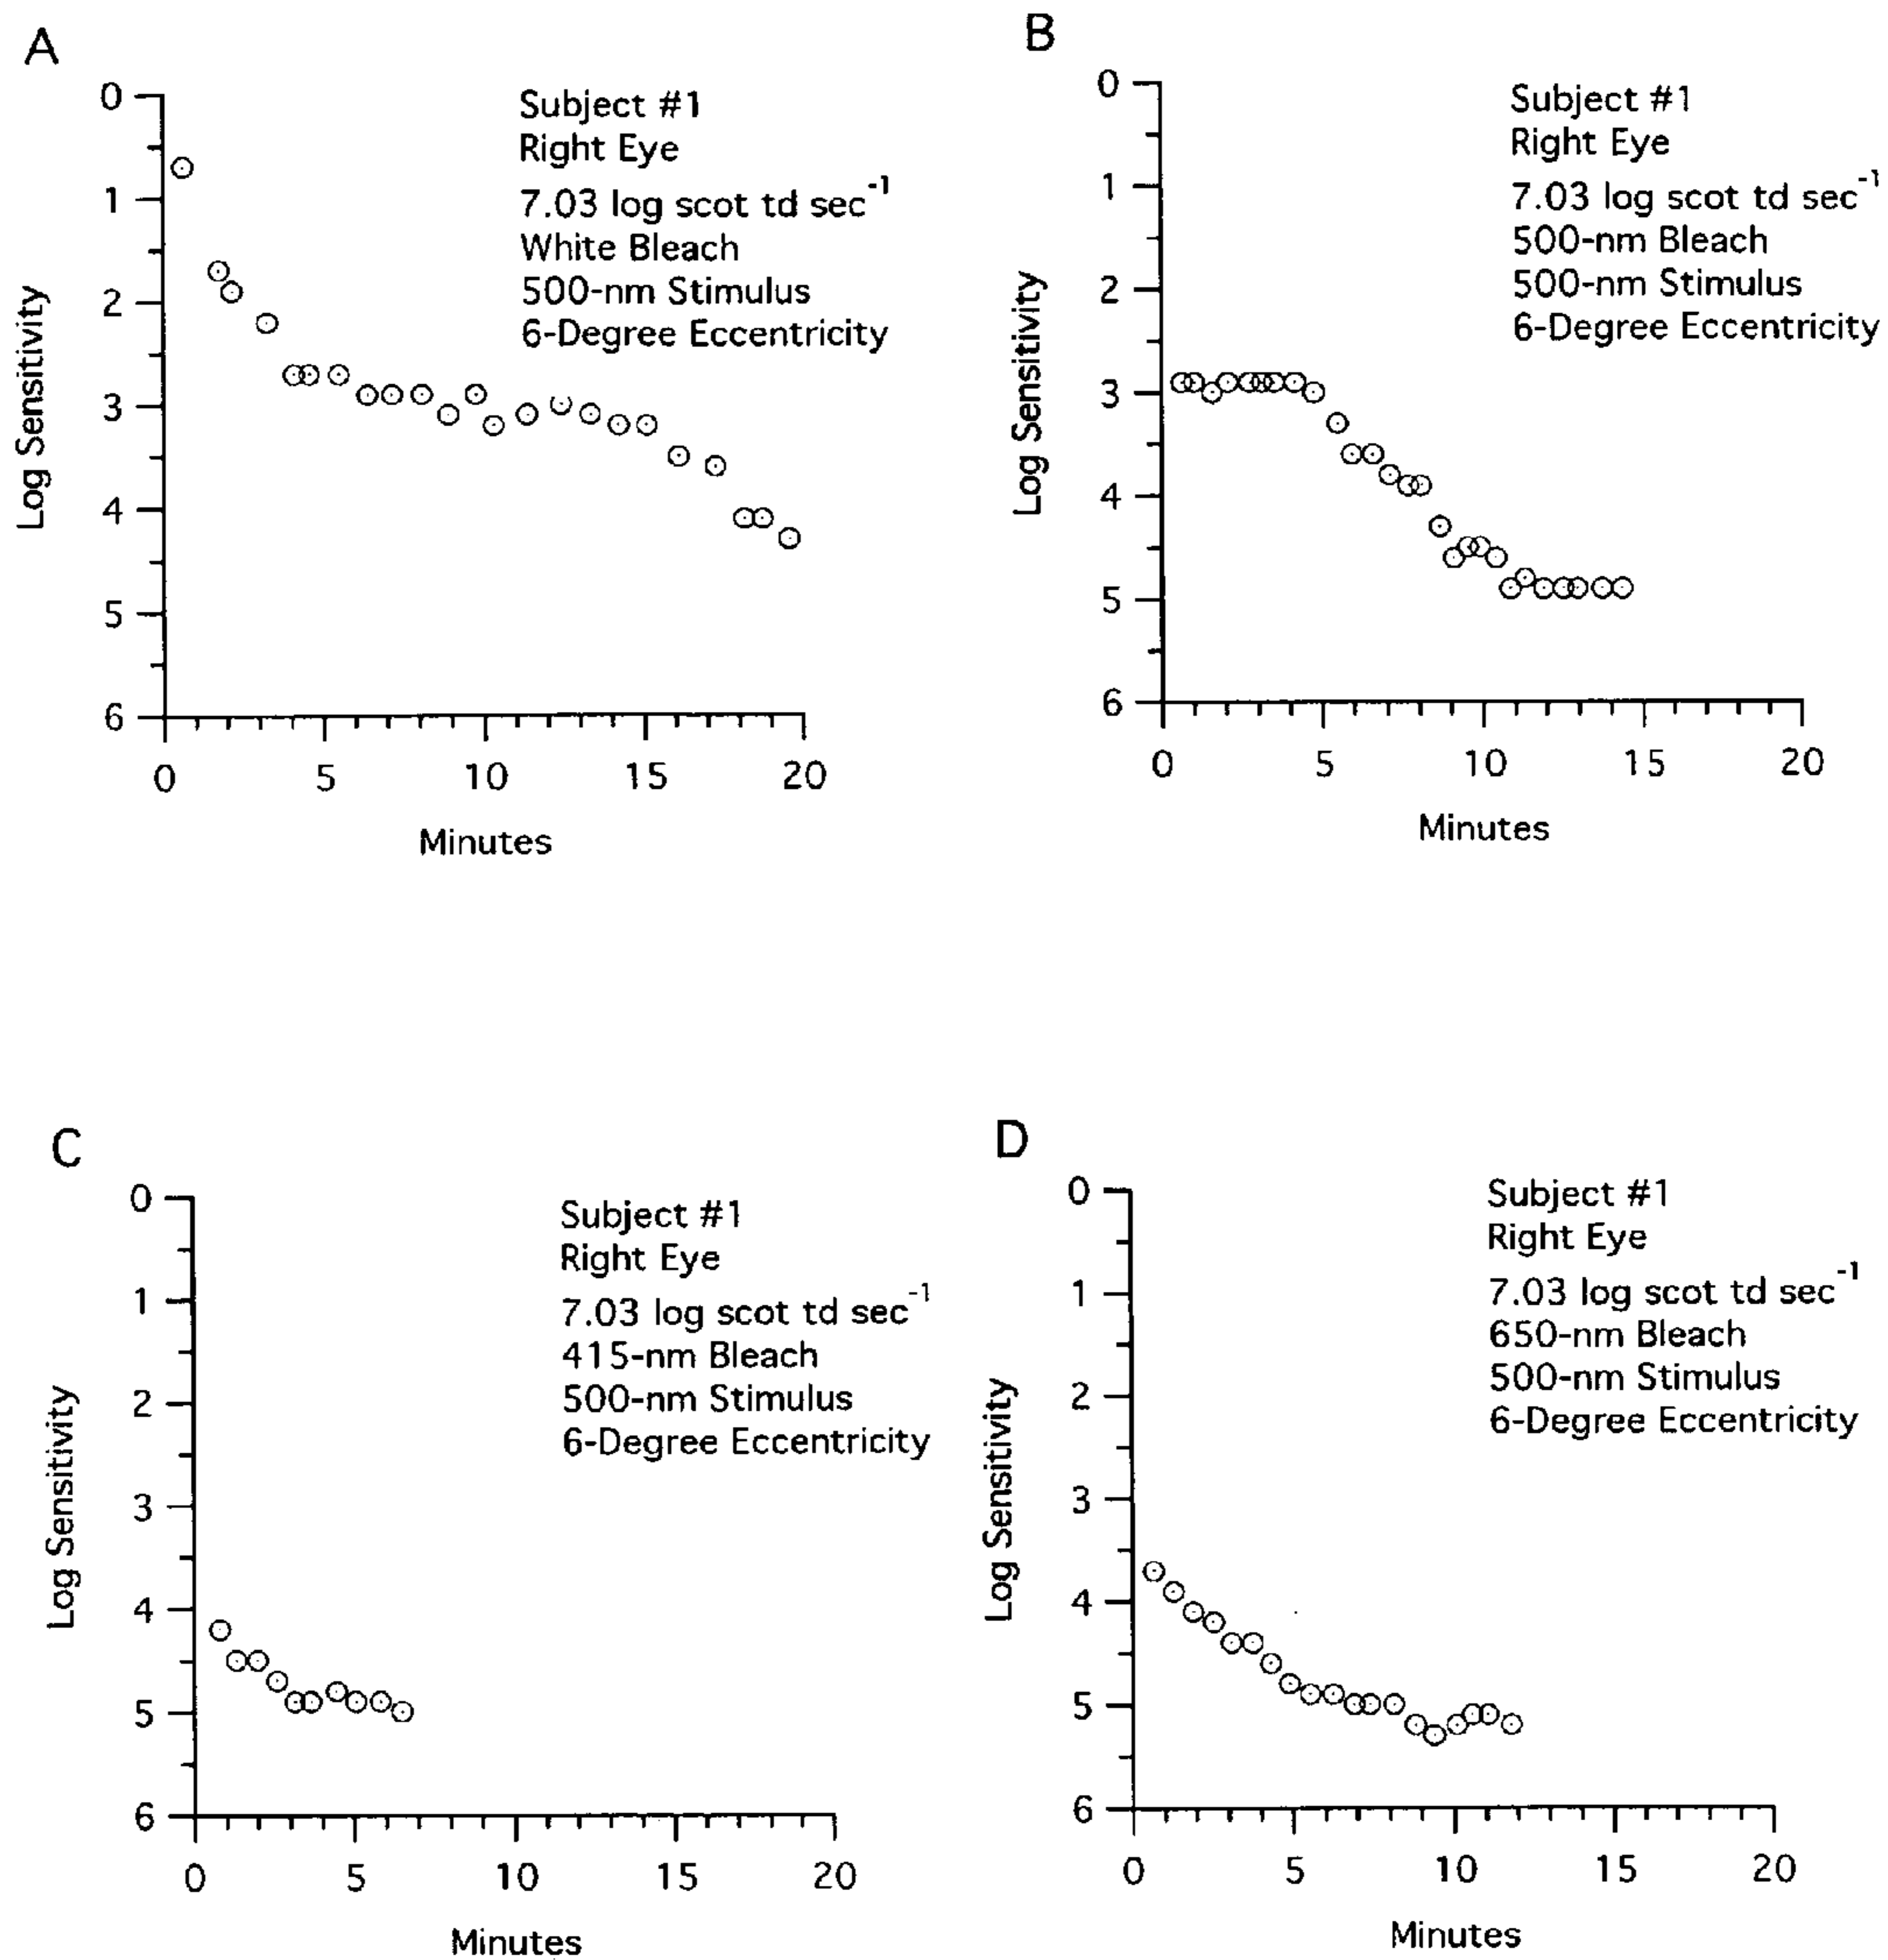 A
0
1
2
3
4
5
6
Log Sensitivity
Subject #1
Right Eye
7.03 log scot td sec⁻¹
White Bleach
500-nm Stimulus
6-Degree Eccentricity
0 5 10 15 20
Minutes
B
0
1
2
3
4
5
6
Log Sensitivity
Subject #1
Right Eye
7.03 log scot td sec⁻¹
500-nm Bleach
500-nm Stimulus
6-Degree Eccentricity
0 5 10 15 20
Minutes
C
0
1
2
3
4
5
6
Log Sensitivity
Subject #1
Right Eye
7.03 log scot td sec⁻¹
415-nm Bleach
500-nm Stimulus
6-Degree Eccentricity
0 5 10 15 20
Minutes
D
0
1
2
3
4
5
6
Log Sensitivity
Subject #1
Right Eye
7.03 log scot td sec⁻¹
650-nm Bleach
500-nm Stimulus
6-Degree Eccentricity
0 5 10 15 20
Minutes